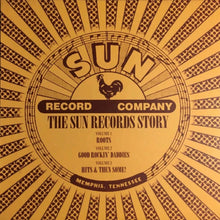 SUN
RECORD COMPANY
THE SUN RECORDS STORY
VOLUME 1
ROOTS
VOLUME 2
GOOD ROCKIN' DADDIES
VOLUME 3
HITS & THEN SOME!
MEMPHIS, TENNESSEE